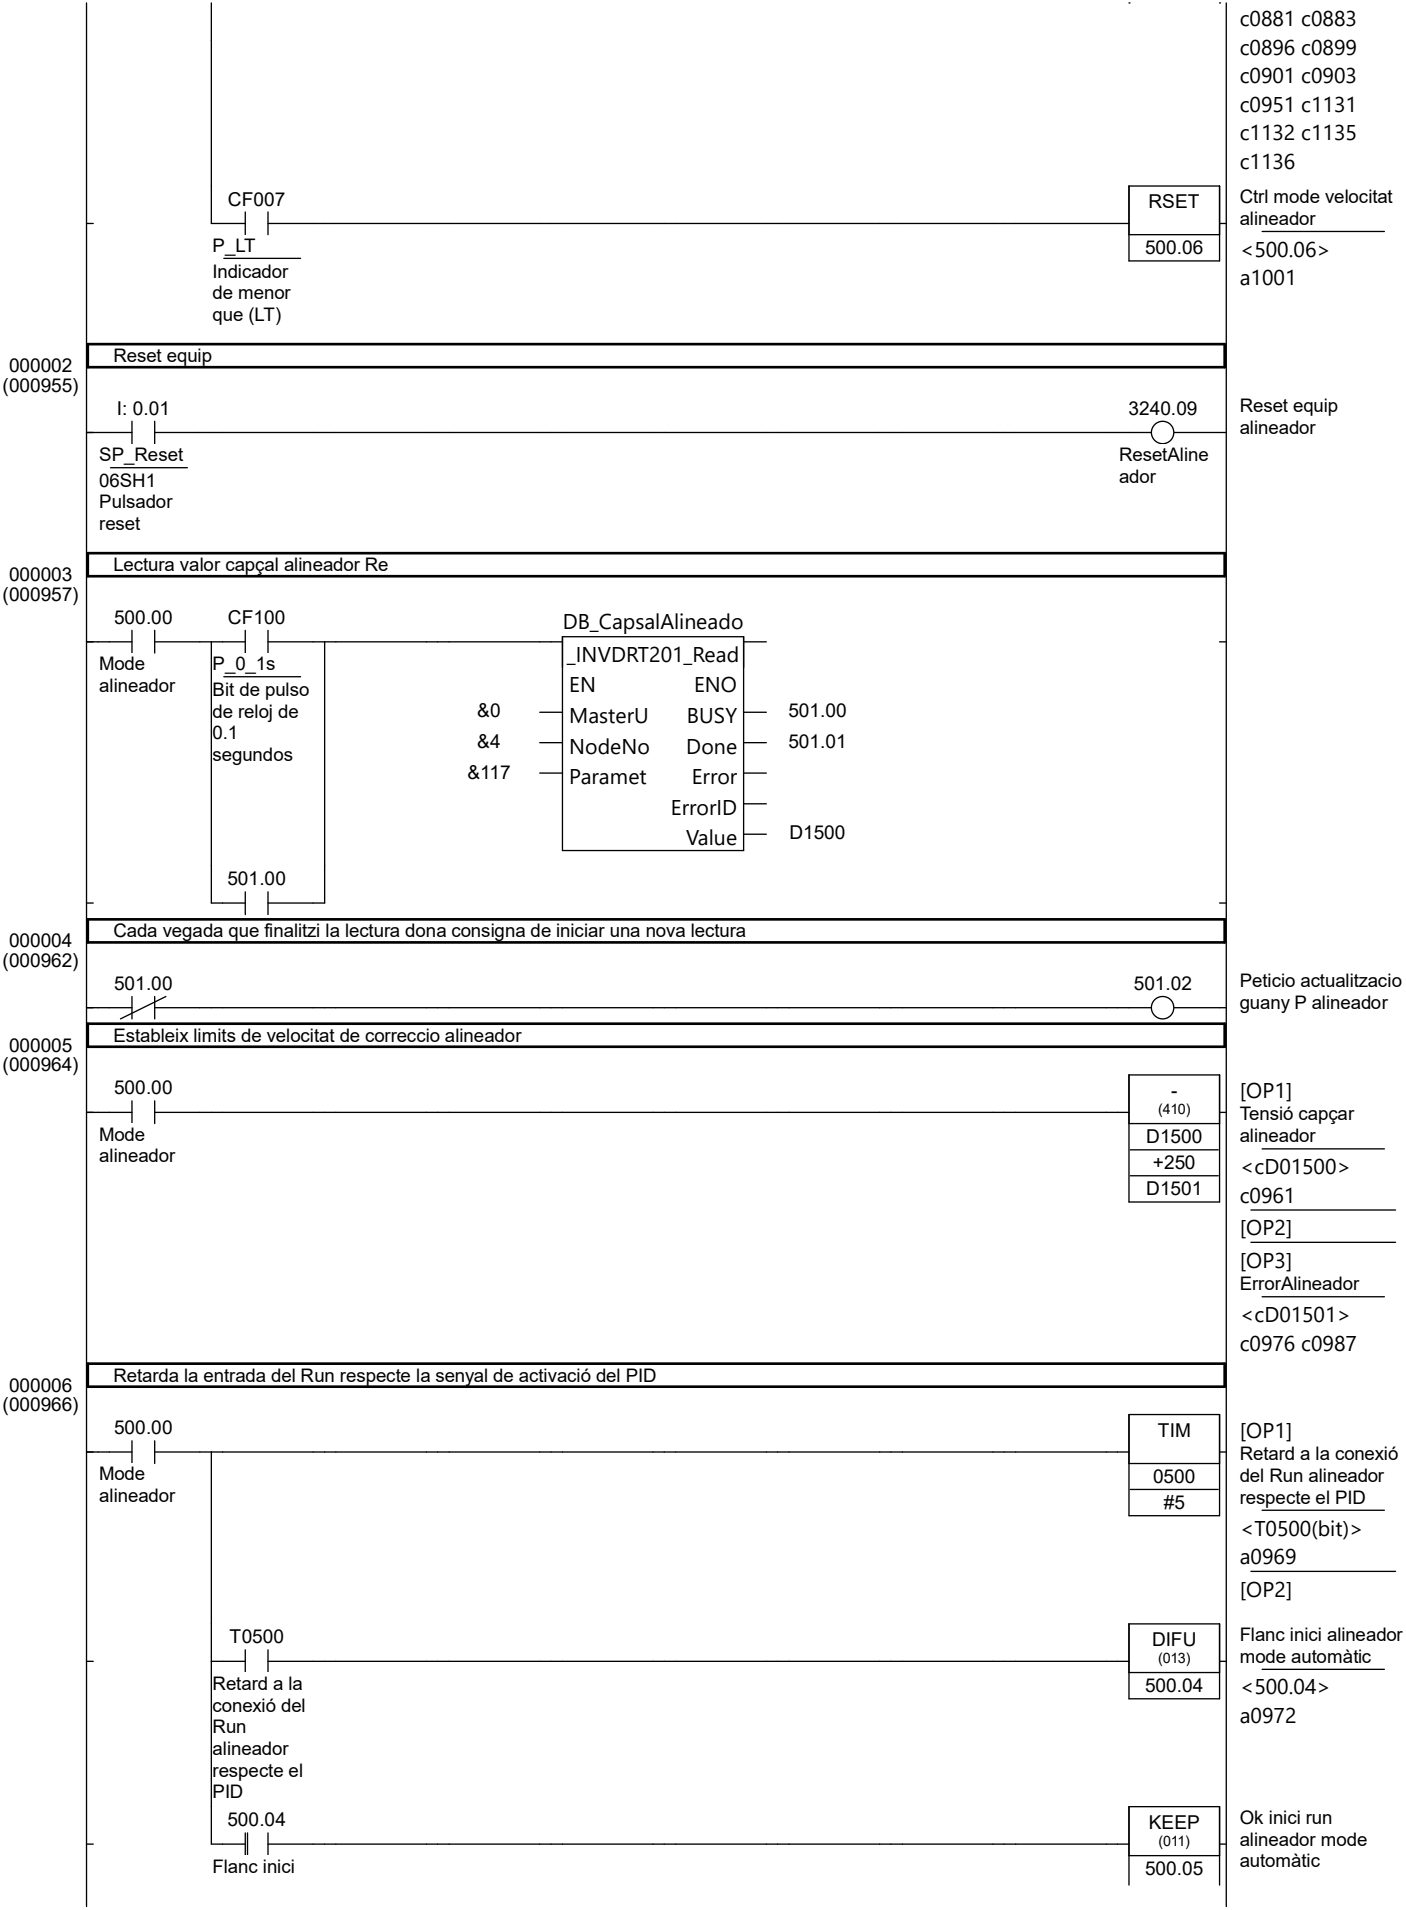 c0881 c0883
c0896 c0899
c0901 c0903
c0951 c1131
c1132 c1135
c1136
CF007
P_LT
Indicador
de menor
que (LT)
RSET
500.06
Ctrl mode velocitat
alineador
<500.06>
a1001
000002
(000955)
Reset equip
I: 0.01
SP_Reset
06SH1
Pulsador
reset
3240.09
ResetAline
ador
Reset equip
alineador
000003
(000957)
Lectura valor capçal alineador Re
500.00
Mode
alineador
CF100
P_0_1s
Bit de pulso
de reloj de
0.1
segundos
501.00
DB_CapsalAlineado
_INVDRT201_Read
EN ENO
&0 MasterU BUSY 501.00
&4 NodeNo Done 501.01
&117 Paramet Error
ErrorID
Value D1500
000004
(000962)
Cada vegada que finalitzi la lectura dona consigna de iniciar una nova lectura
501.00
501.02
Peticio actualitzacio
guany P alineador
000005
(000964)
Estableix limits de velocitat de correccio alineador
500.00
Mode
alineador
-
(410)
D1500
+250
D1501
[OP1]
Tensió capçar
alineador
<cD01500>
c0961
[OP2]
[OP3]
ErrorAlineador
<cD01501>
c0976 c0987
000006
(000966)
Retarda la entrada del Run respecte la senyal de activació del PID
500.00
Mode
alineador
TIM
0500
#5
[OP1]
Retard a la conexió
del Run alineador
respecte el PID
<T0500(bit)>
a0969
[OP2]
T0500
Retard a la
conexió del
Run
alineador
respecte el
PID
DIFU
(013)
500.04
Flanc inici alineador
mode automàtic
<500.04>
a0972
500.04
Flanc inici
KEEP
(011)
500.05
Ok inici run
alineador mode
automàtic